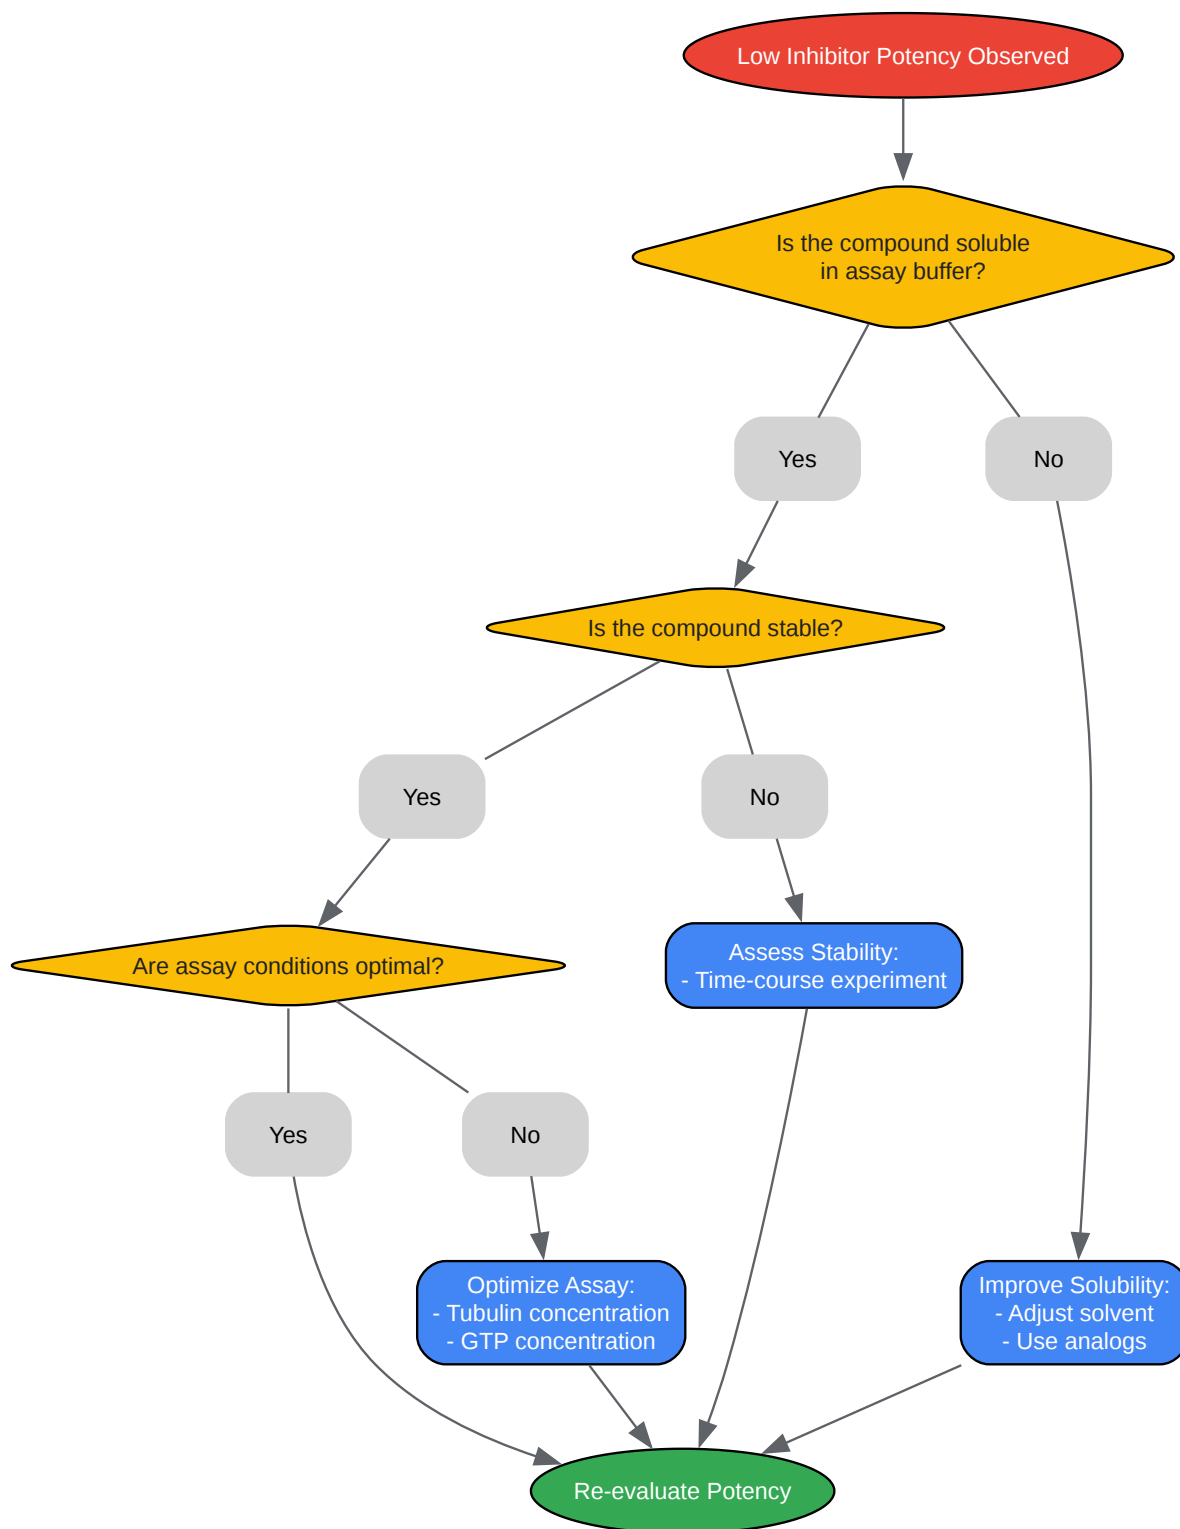 Low Inhibitor Potency Observed
Is the compound soluble
in assay buffer?
Yes
No
Is the compound stable?
Yes
No
Assess Stability:
- Time-course experiment
Are assay conditions optimal?
Yes
No
Optimize Assay:
- Tubulin concentration
- GTP concentration
Improve Solubility:
- Adjust solvent
- Use analogs
Re-evaluate Potency